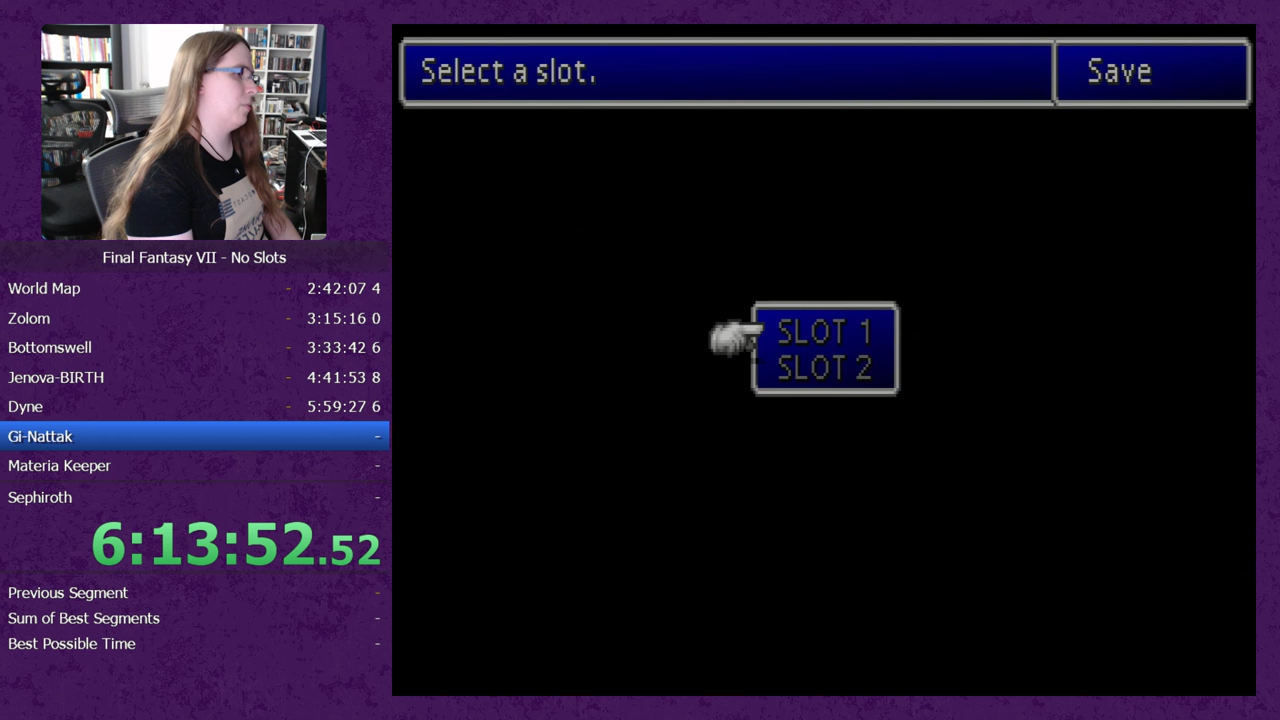 Select a slot.
Save
SLOT 1
SLOT 2
Final Fantasy VII - No Slots
World Map - 2:42:07 4
Zolom - 3:15:16 0
Bottomswell - 3:33:42 6
Jenova-BIRTH - 4:41:53 8
Dyne - 5:59:27 6
Gi-Nattak -
Materia Keeper -
Sephiroth -
6:13:52.52
Previous Segment -
Sum of Best Segments -
Best Possible Time -